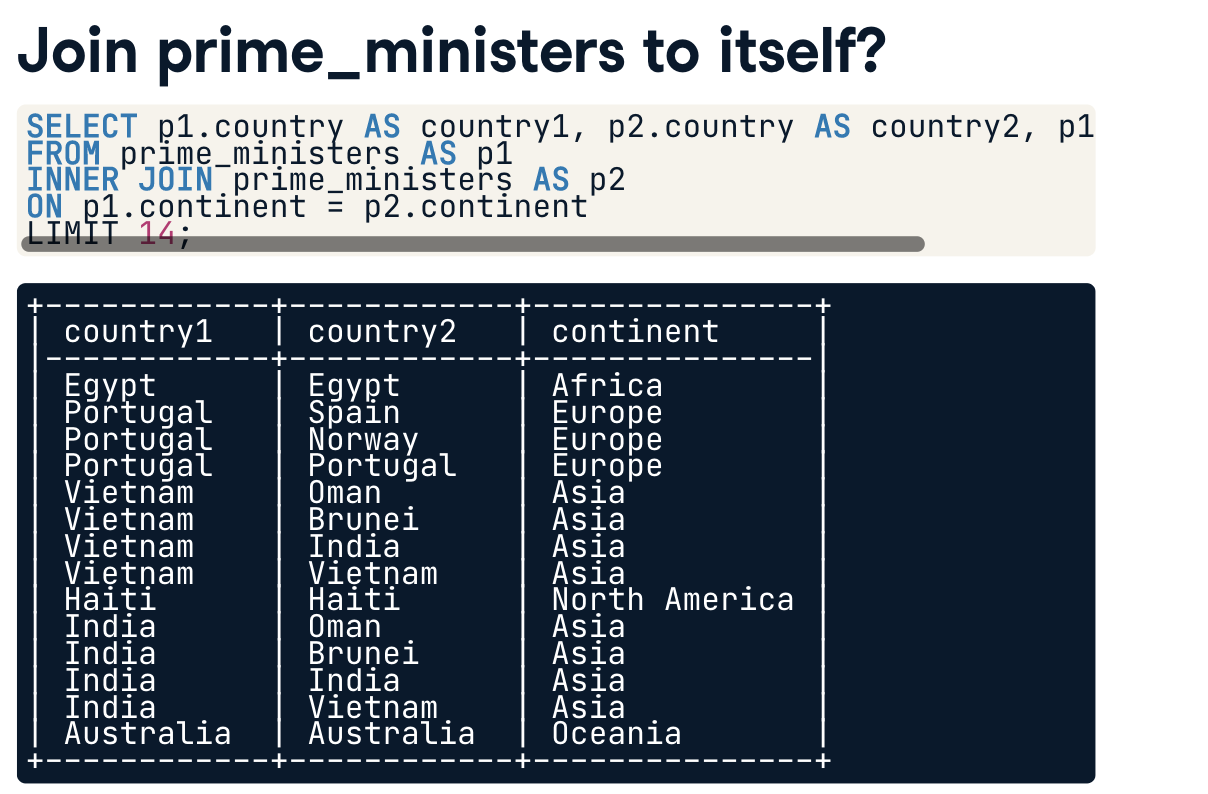 Join prime_ministers to itself?
SELECT p1.country AS country1, p2.country AS country2, p1
FROM prime_ministers AS p1
INNER JOIN prime_ministers AS p2
ON p1.continent = p2.continent
LIMIT 14;
+------------+------------+---------------+
| country1   | country2   | continent     |
|------------+------------+---------------|
| Egypt      | Egypt      | Africa        |
| Portugal   | Spain      | Europe        |
| Portugal   | Norway     | Europe        |
| Portugal   | Portugal   | Europe        |
| Vietnam    | Oman       | Asia          |
| Vietnam    | Brunei     | Asia          |
| Vietnam    | India      | Asia          |
| Vietnam    | Vietnam    | Asia          |
| Haiti      | Haiti      | North America |
| India      | Oman       | Asia          |
| India      | Brunei     | Asia          |
| India      | India      | Asia          |
| India      | Vietnam    | Asia          |
| Australia  | Australia  | Oceania       |
+------------+------------+---------------+